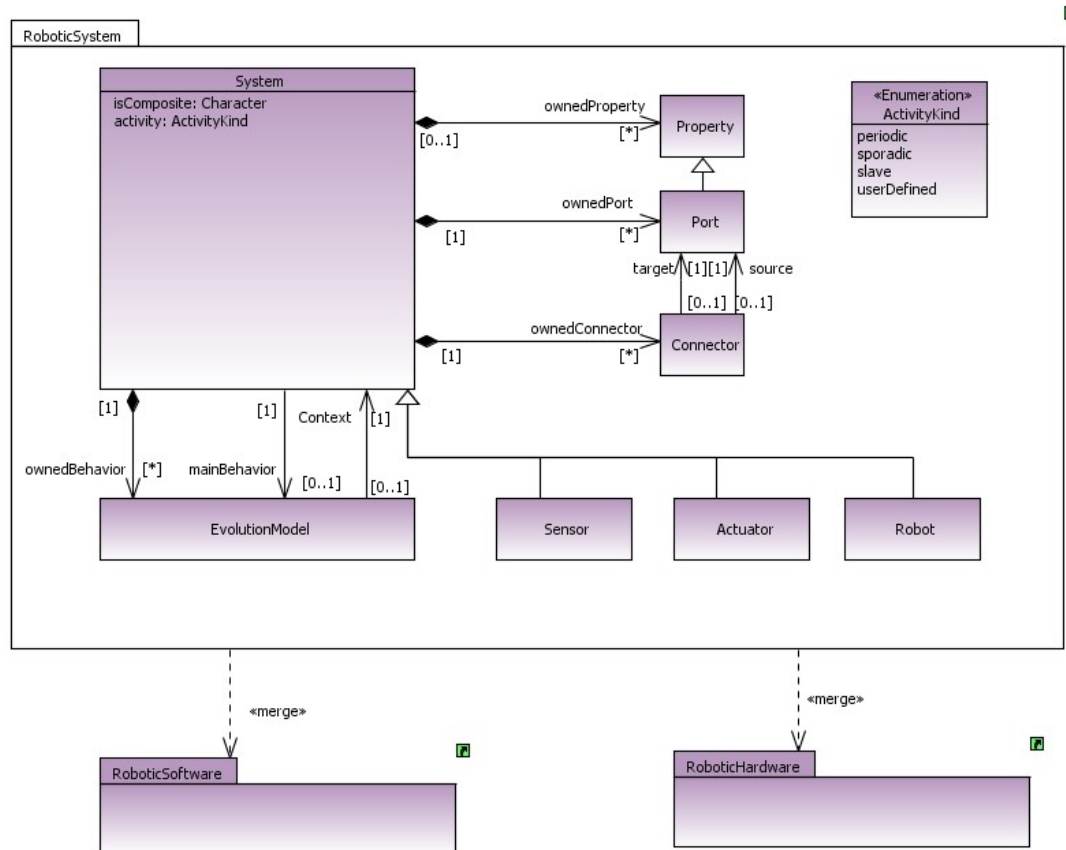 RoboticSystem
System
isComposite: Character
activity: ActivityKind
ownedProperty
[0..1]
[*]
Property
«Enumeration»
ActivityKind
periodic
sporadic
slave
userDefined
ownedPort
[1]
[*]
Port
target
[1]
[1]
source
[0..1]
[0..1]
ownedConnector
[1]
[*]
Connector
[1]
[1]
Context
[1]
ownedBehavior
[*]
mainBehavior
[0..1]
[0..1]
EvolutionModel
Sensor
Actuator
Robot
«merge»
«merge»
RoboticSoftware
RoboticHardware